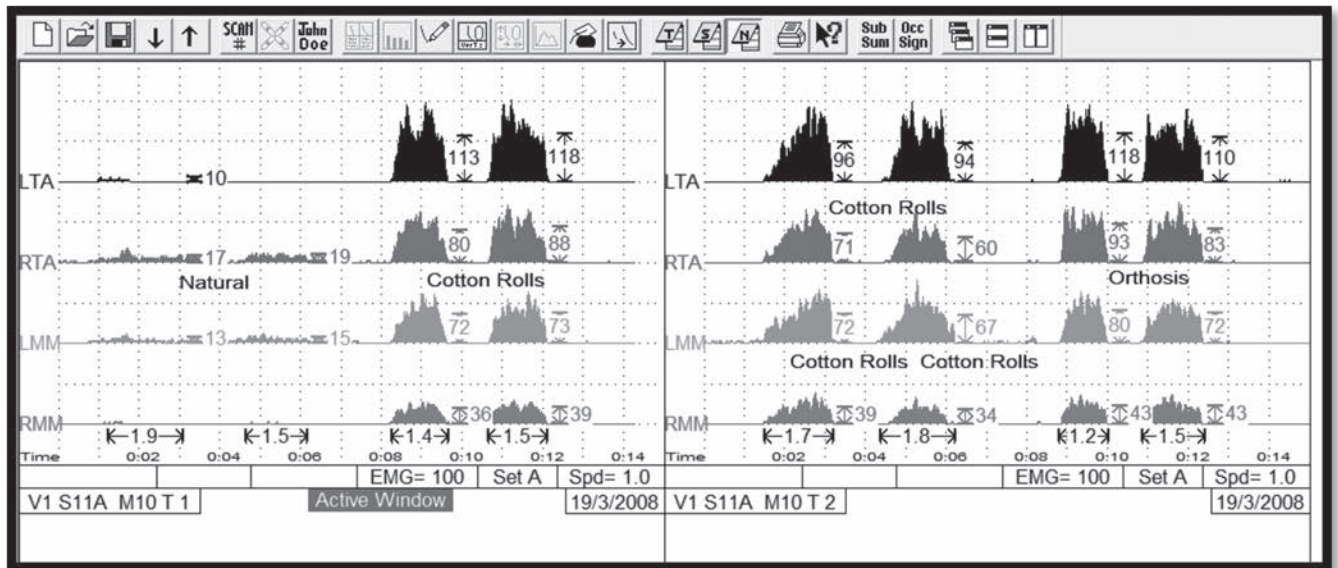 SCAN # John Doe VerT: T S N ? Sub Sum Occ Sign
LTA 10 113 118
RTA 17 19 80 88
Natural Cotton Rolls
LMM 13 15 72 73
RMM 36 39
1.9 1.5 1.4 1.5
Time 0:02 0:04 0:06 0:08 0:10 0:12 0:14
EMG= 100 Set A Spd= 1.0
V1 S11A M10 T 1 Active Window 19/3/2008
LTA 96 94 118 110
Cotton Rolls
RTA 71 60 93 83
Orthosis
LMM 72 67 80 72
Cotton Rolls Cotton Rolls
RMM 39 34 43 43
1.7 1.8 1.2 1.5
Time 0:02 0:04 0:06 0:08 0:10 0:12 0:14
EMG= 100 Set A Spd= 1.0
V1 S11A M10 T 2 19/3/2008